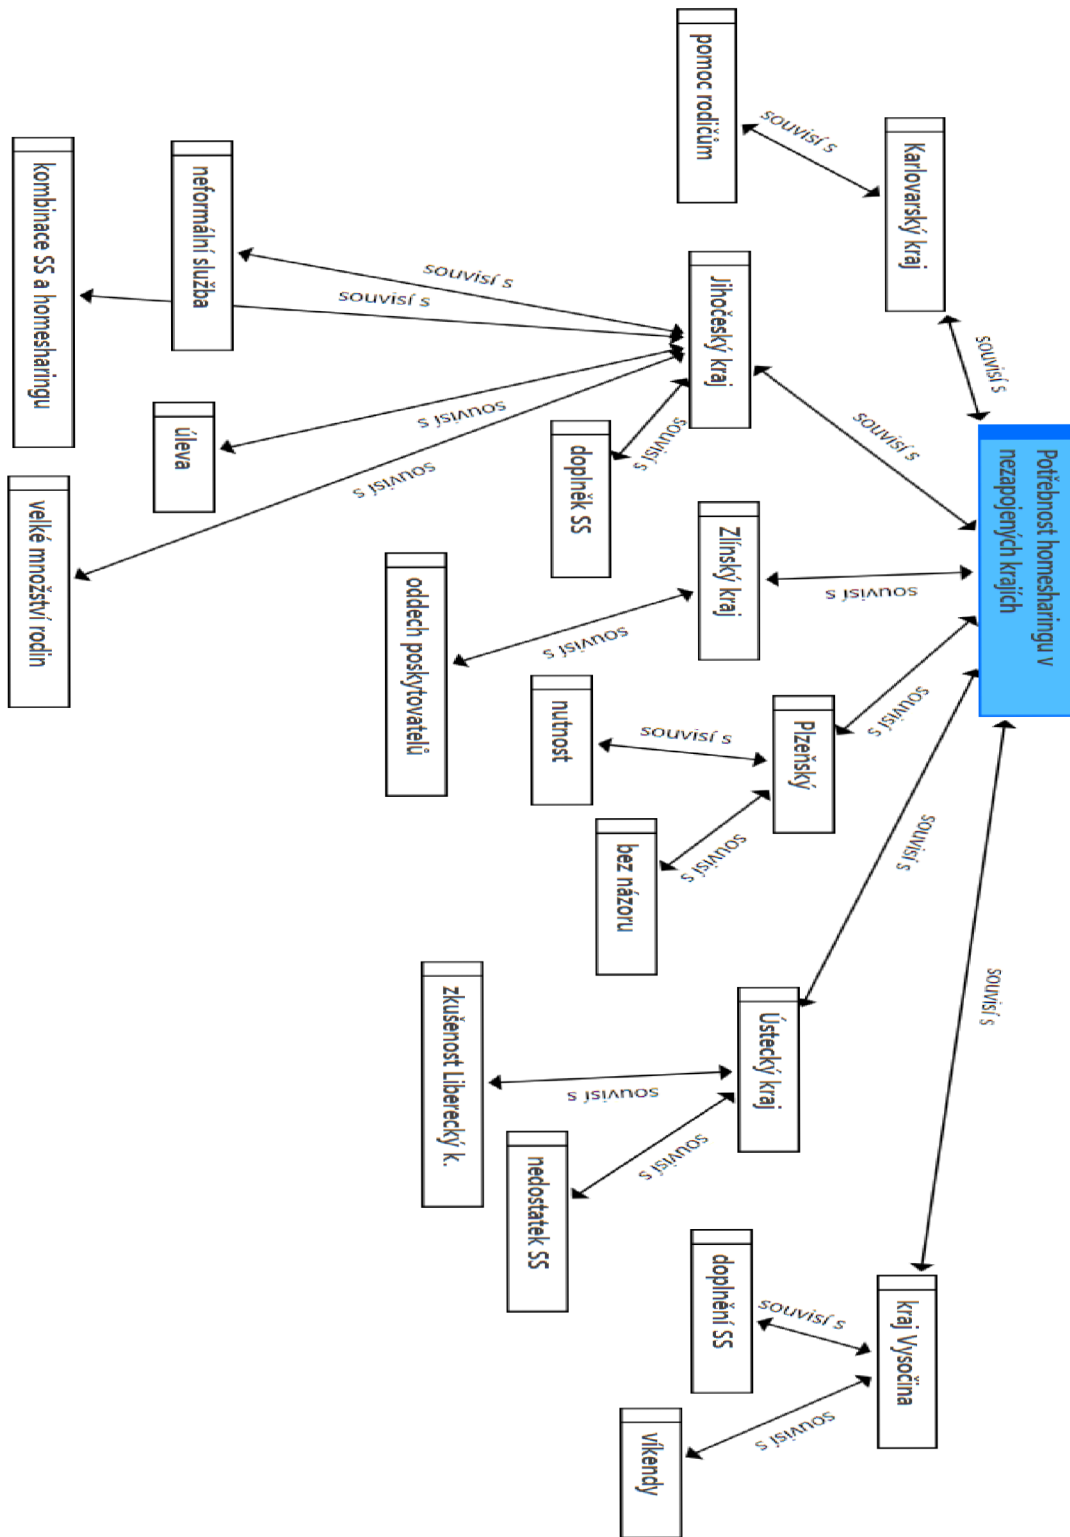 Potřebnost homesharingu v
nezapojených krajích
souvisí s
souvisí s
souvisí s
souvisí s
souvisí s
souvisí s
Karlovarský kraj
souvisí s
pomoc rodičům
Jihočeský kraj
souvisí s
souvisí s
souvisí s
souvisí s
souvisí s
neformální služba
kombinace SS a homesharingu
úleva
velké množství rodin
doplněk SS
Zlínský kraj
souvisí s
oddech poskytovatelů
Plzeňský
souvisí s
souvisí s
nutnost
bez názoru
Ústecký kraj
souvisí s
souvisí s
zkušenost Liberecký k.
nedostatek SS
kraj Vysočina
souvisí s
souvisí s
doplnění SS
víkendy